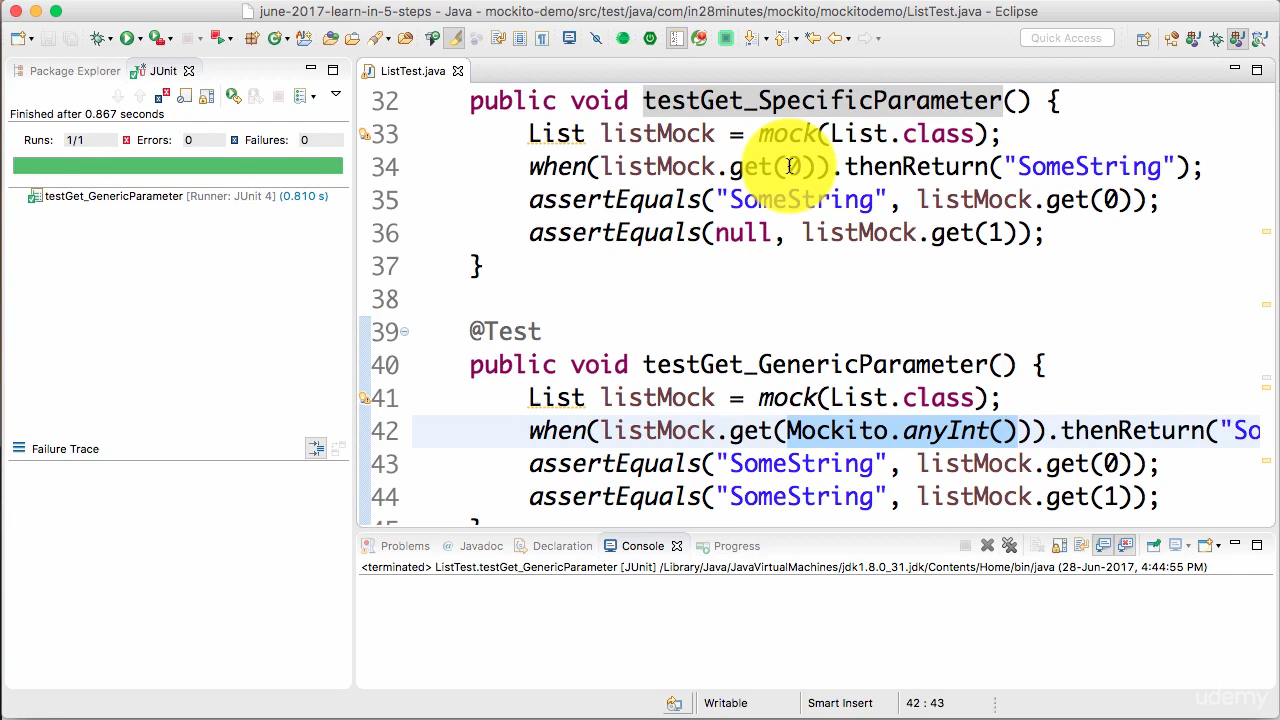 june-2017-learn-in-5-steps - Java - mockito-demo/src/test/java/com/in28minutes/mockito/mockitodemo/ListTest.java - Eclipse
Quick Access
Package Explorer
JUnit
ListTest.java
Finished after 0.867 seconds
Runs: 1/1
Errors: 0
Failures: 0
testGet_GenericParameter [Runner: JUnit 4] (0.810 s)
Failure Trace
32 public void testGet_SpecificParameter() {
33 List listMock = mock(List.class);
34 when(listMock.get(0)).thenReturn("SomeString");
35 assertEquals("SomeString", listMock.get(0));
36 assertEquals(null, listMock.get(1));
37 }
38
39 @Test
40 public void testGet_GenericParameter() {
41 List listMock = mock(List.class);
42 when(listMock.get(Mockito.anyInt())).thenReturn("So
43 assertEquals("SomeString", listMock.get(0));
44 assertEquals("SomeString", listMock.get(1));
Problems
@ Javadoc
Declaration
Console
Progress
<terminated> ListTest.testGet_GenericParameter [JUnit] /Library/Java/JavaVirtualMachines/jdk1.8.0_31.jdk/Contents/Home/bin/java (28-Jun-2017, 4:44:55 PM)
Writable
Smart Insert
42 : 43
udemy